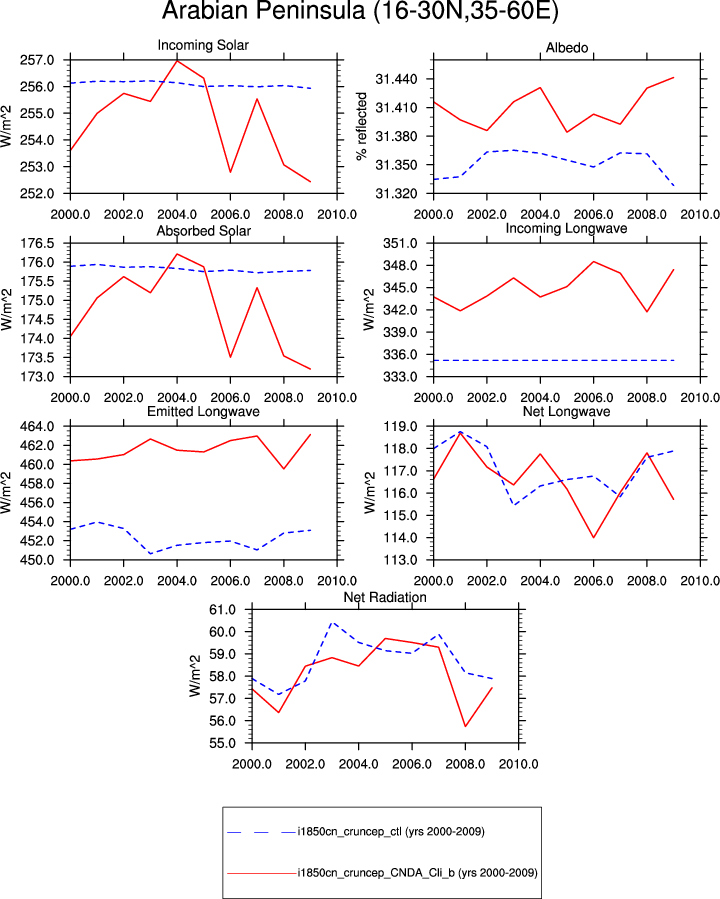 Arabian Peninsula (16-30N,35-60E)
Incoming Solar
W/m^2
257.0
256.0
255.0
254.0
253.0
252.0
2000.0 2002.0 2004.0 2006.0 2008.0 2010.0
Albedo
% reflected
31.440
31.410
31.380
31.350
31.320
2000.0 2002.0 2004.0 2006.0 2008.0 2010.0
Absorbed Solar
W/m^2
176.5
176.0
175.5
175.0
174.5
174.0
173.5
173.0
2000.0 2002.0 2004.0 2006.0 2008.0 2010.0
Incoming Longwave
W/m^2
351.0
348.0
345.0
342.0
339.0
336.0
333.0
2000.0 2002.0 2004.0 2006.0 2008.0 2010.0
Emitted Longwave
W/m^2
464.0
462.0
460.0
458.0
456.0
454.0
452.0
450.0
2000.0 2002.0 2004.0 2006.0 2008.0 2010.0
Net Longwave
W/m^2
119.0
118.0
117.0
116.0
115.0
114.0
113.0
2000.0 2002.0 2004.0 2006.0 2008.0 2010.0
Net Radiation
W/m^2
61.0
60.0
59.0
58.0
57.0
56.0
55.0
2000.0 2002.0 2004.0 2006.0 2008.0 2010.0
i1850cn_cruncep_ctl (yrs 2000-2009)
i1850cn_cruncep_CNDA_Cli_b (yrs 2000-2009)